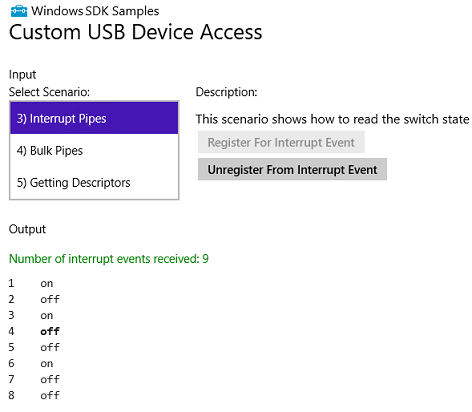 Windows SDK Samples
Custom USB Device Access
Input
Select Scenario:
3) Interrupt Pipes
4) Bulk Pipes
5) Getting Descriptors
Description:
This scenario shows how to read the switch state
Register For Interrupt Event
Unregister From Interrupt Event
Output
Number of interrupt events received: 9
1 on
2 off
3 on
4 off
5 off
6 on
7 off
8 off